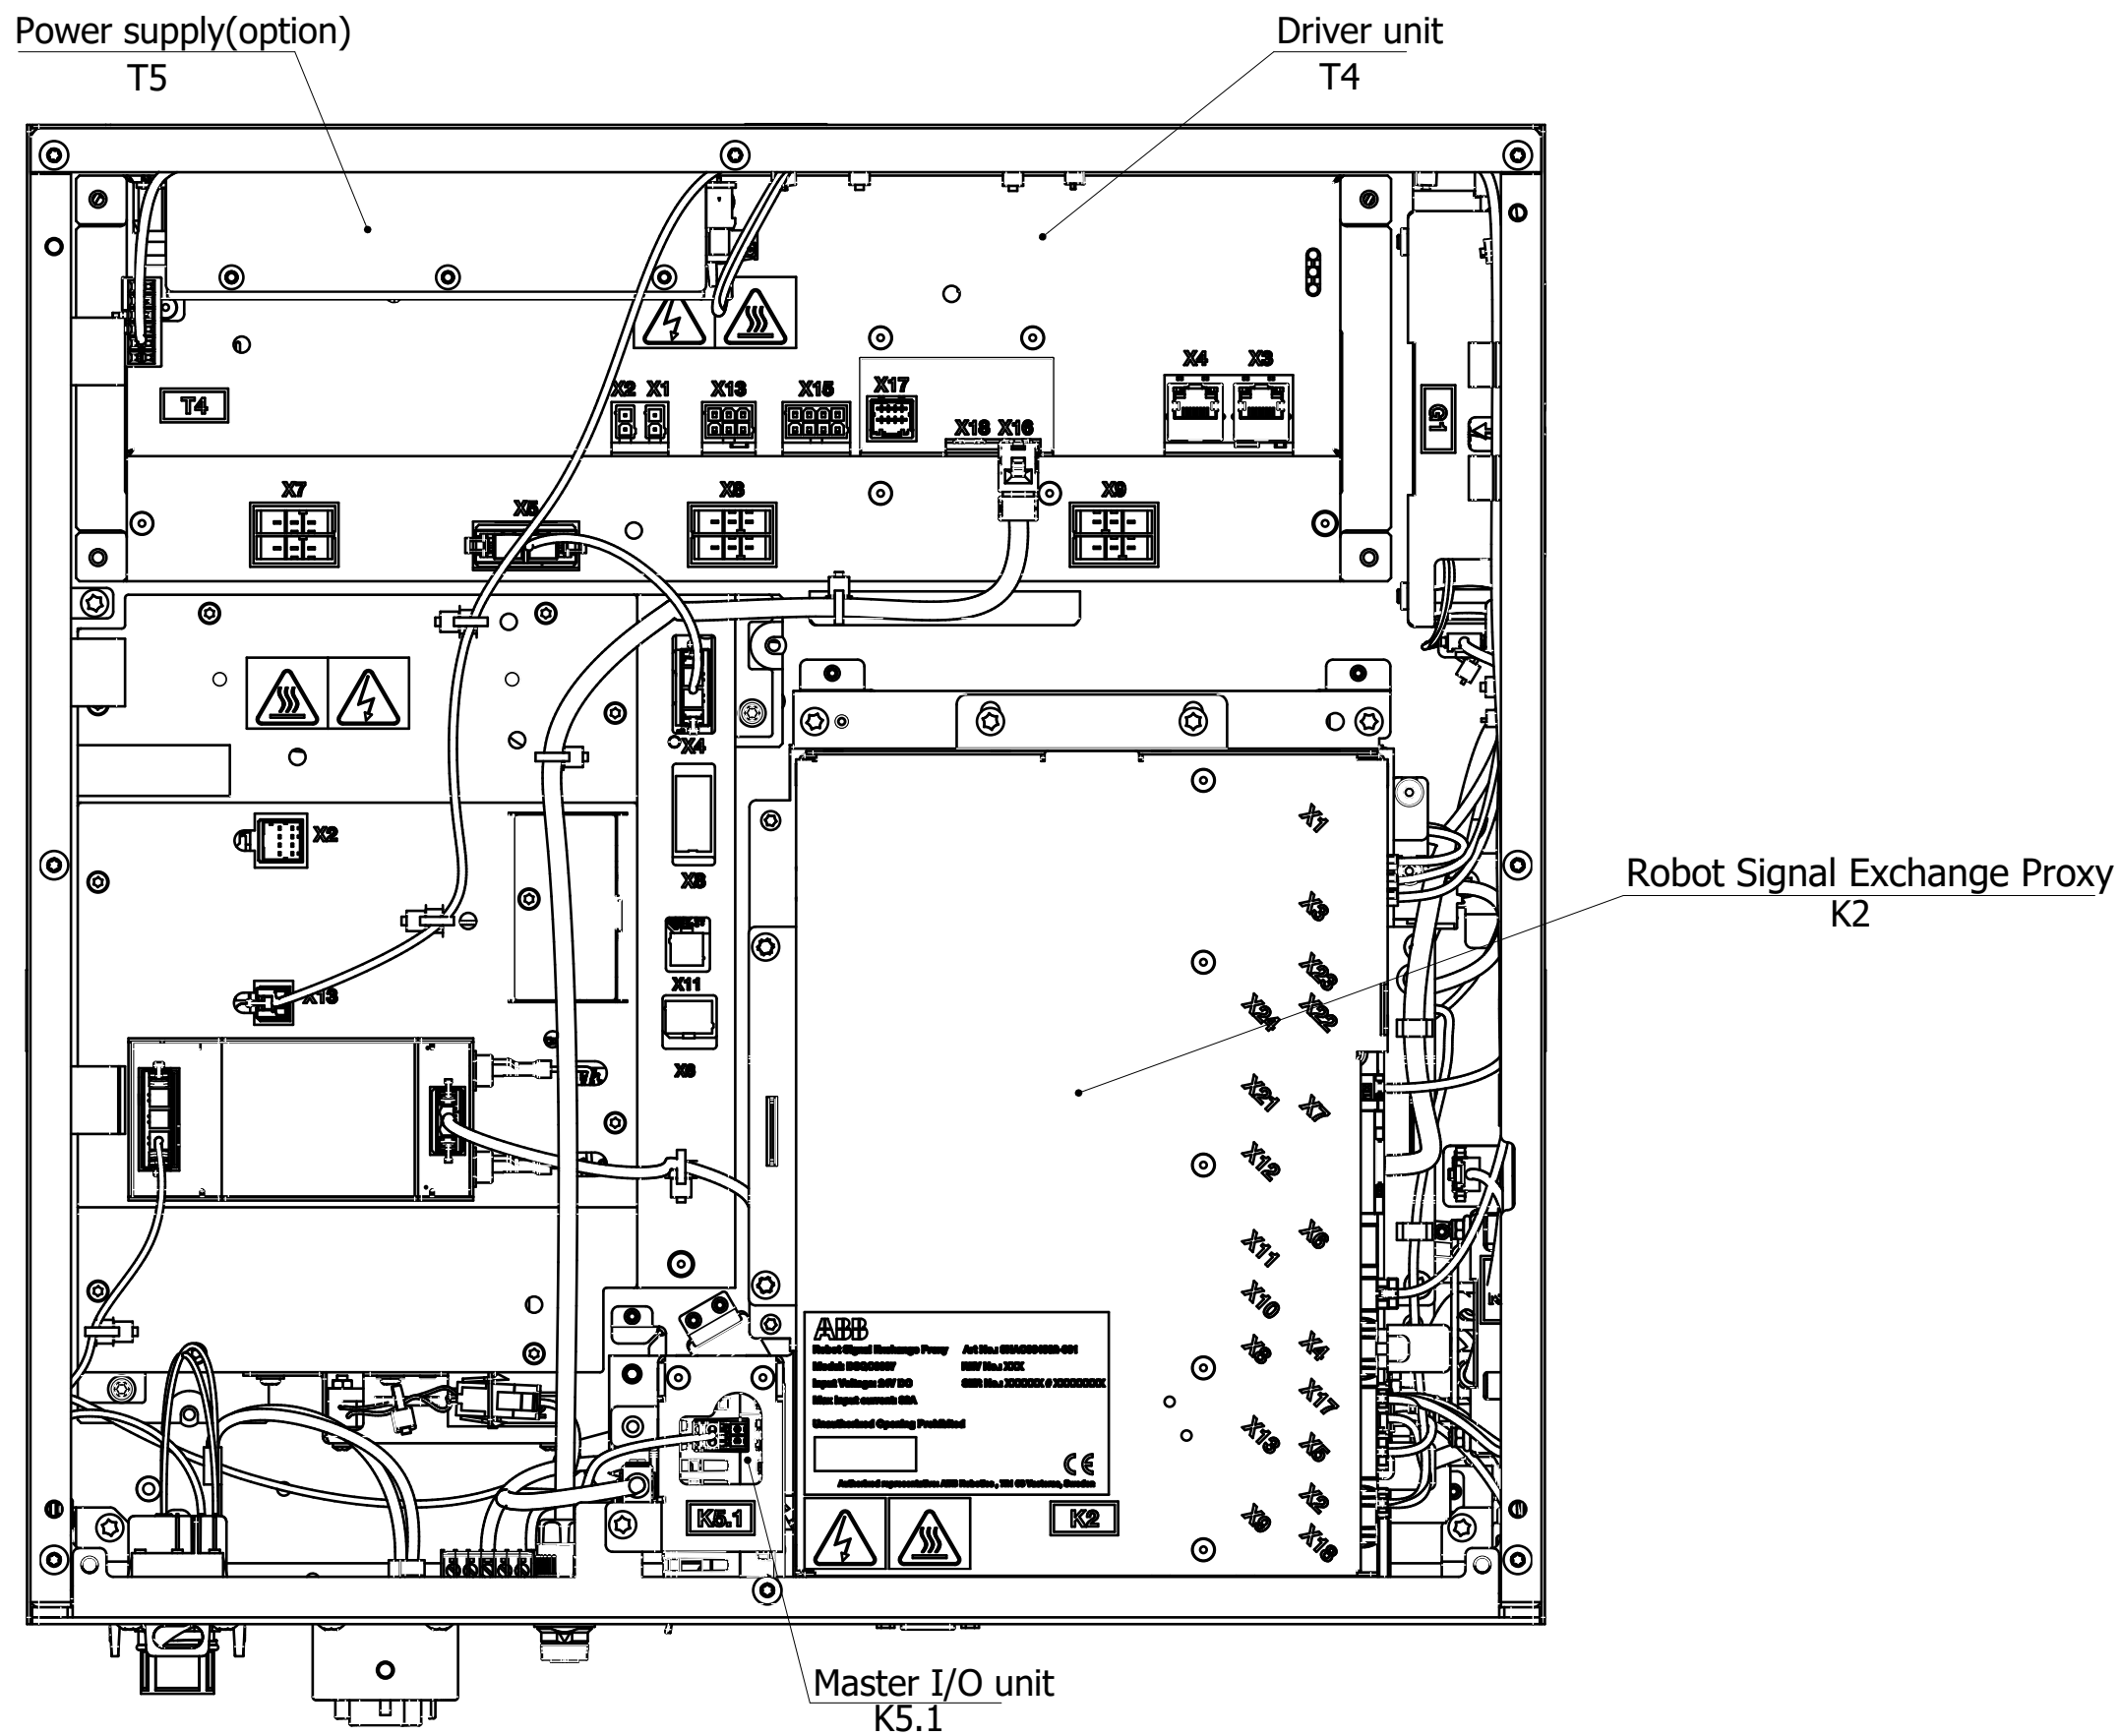 Power supply(option)
T5
Driver unit
T4
X4 X3
X2 X1 X13 X15 X17
T4
X18 X16
G1
X7 X5 X8 X9
X4
X1
X2
X8
X3
X11
X23
X13
X24 X22
X6
X21 X7
X12
X6
X11
X10
X8 X4
X17
X13 X5
X2
X9
X18
Robot Signal Exchange Proxy
K2
ABB
Robot Signal Exchange Proxy
Input Voltage: 24V DC
Unauthorized Opening Prohibited
CE
K5.1
K2
Master I/O unit
K5.1